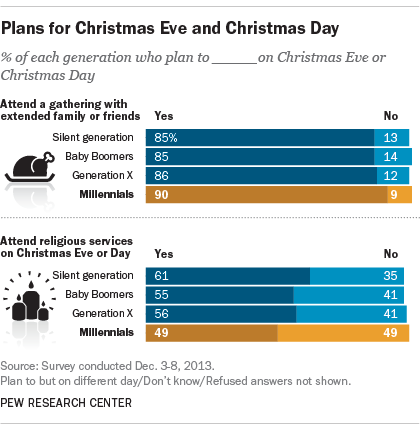 Plans for Christmas Eve and Christmas Day
% of each generation who plan to _____on Christmas Eve or
Christmas Day
Attend a gathering with
extended family or friends Yes No
Silent generation 85% 13
Baby Boomers 85 14
Generation X 86 12
Millennials 90 9
Attend religious services
on Christmas Eve or Day Yes No
Silent generation 61 35
Baby Boomers 55 41
Generation X 56 41
Millennials 49 49
Source: Survey conducted Dec. 3-8, 2013.
Plan to but on different day/Don't know/Refused answers not shown.
PEW RESEARCH CENTER